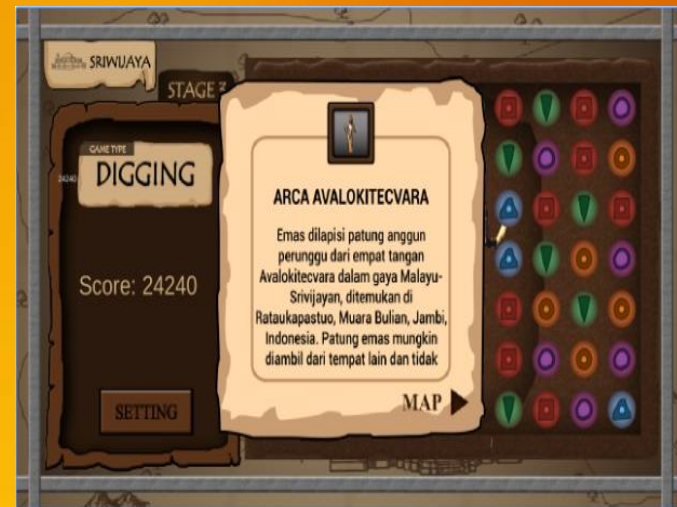 SRIWIJAYA
STAGE 3
GAME TYPE
24240
DIGGING
Score: 24240
SETTING
ARCA AVALOKITECVARA
Emas dilapisi patung anggun
perunggu dari empat tangan
Avalokitecvara dalam gaya Malayu-
Srivijayan, ditemukan di
Rataukapastuo, Muara Bulian, Jambi,
Indonesia. Patung emas mungkin
diambil dari tempat lain dan tidak
MAP